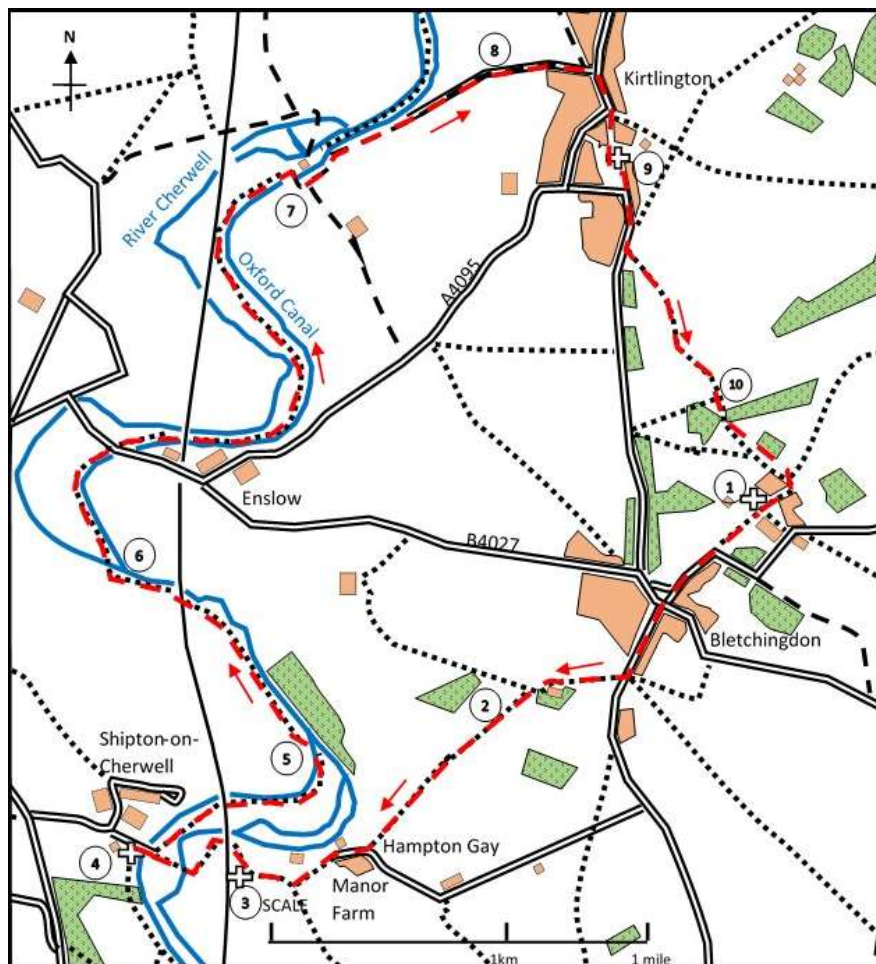 N
8
Kirtlington
9
7
River Cherwell
Oxford Canal
A4095
10
1
Enslow
B4027
6
Bletchingdon
2
Shipton-on-
Cherwell
5
Hampton Gay
4
3
SCALE
Manor
Farm
1km
1 mile